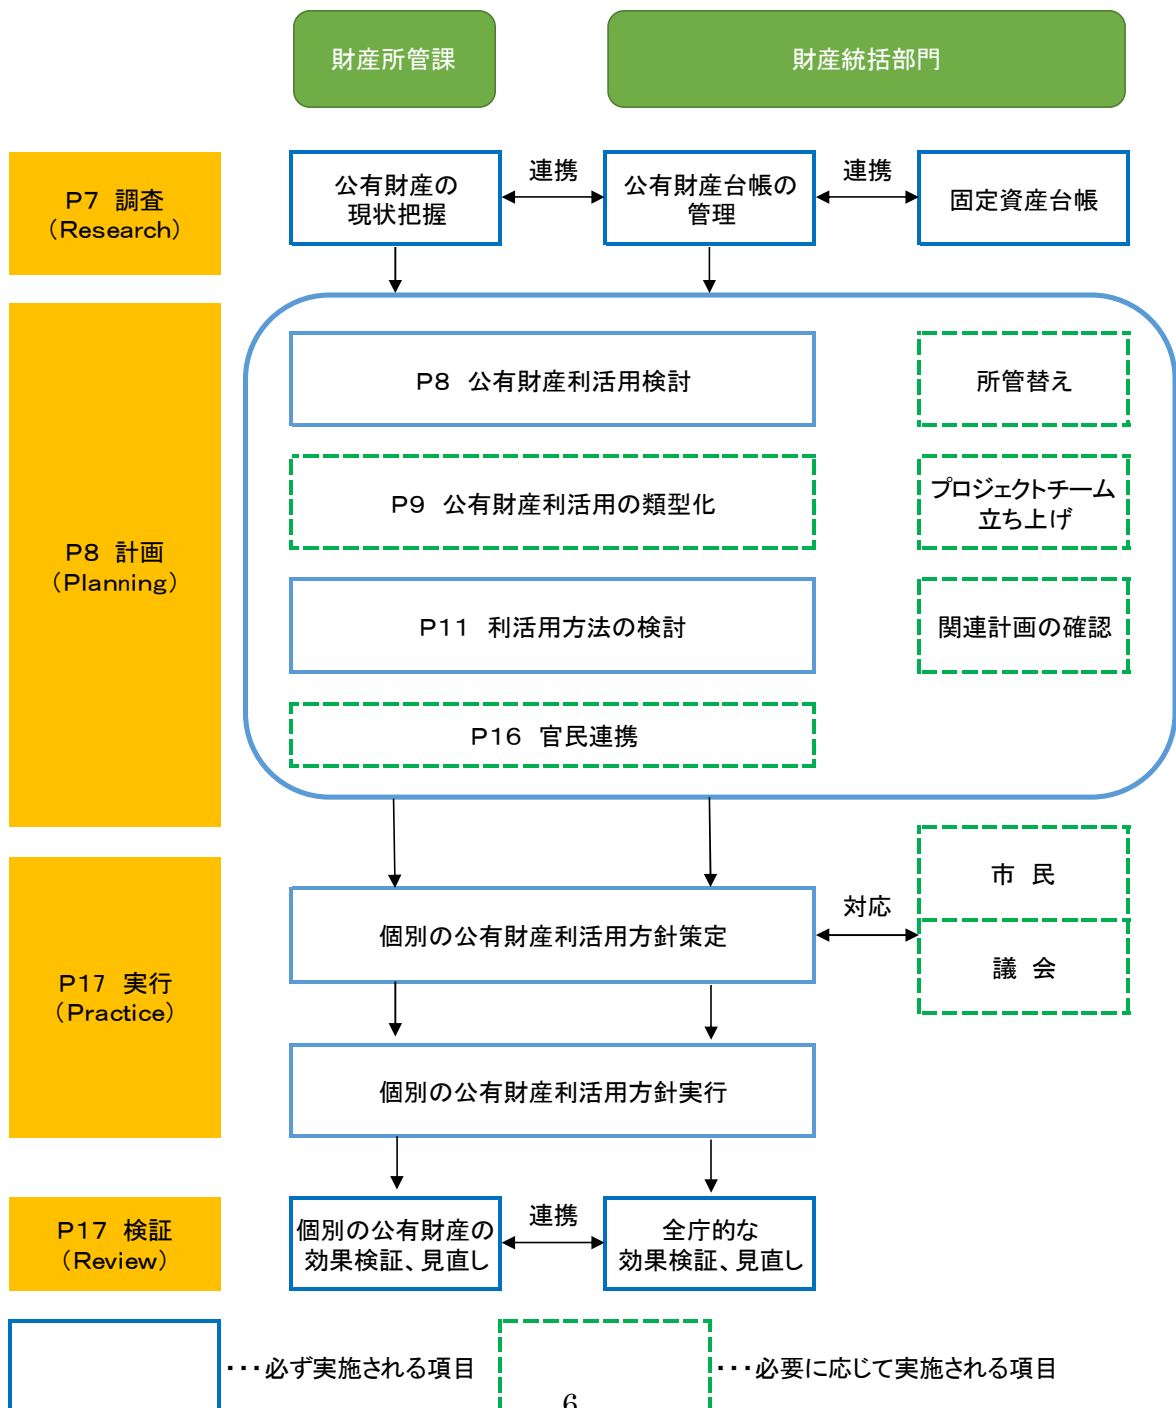 財産所管課
財産統括部門
P7 調査
(Research)
公有財産の
現状把握
連携
公有財産台帳の
管理
連携
固定資産台帳
P8 計画
(Planning)
P8 公有財産利活用検討
所管替え
P9 公有財産利活用の類型化
プロジェクトチーム
立ち上げ
P11 利活用方法の検討
関連計画の確認
P16 官民連携
P17 実行
(Practice)
個別の公有財産利活用方針策定
対応
市 民
議 会
個別の公有財産利活用方針実行
P17 検証
(Review)
個別の公有財産の
効果検証、見直し
連携
全庁的な
効果検証、見直し
・・・必ず実施される項目
・・・必要に応じて実施される項目
6